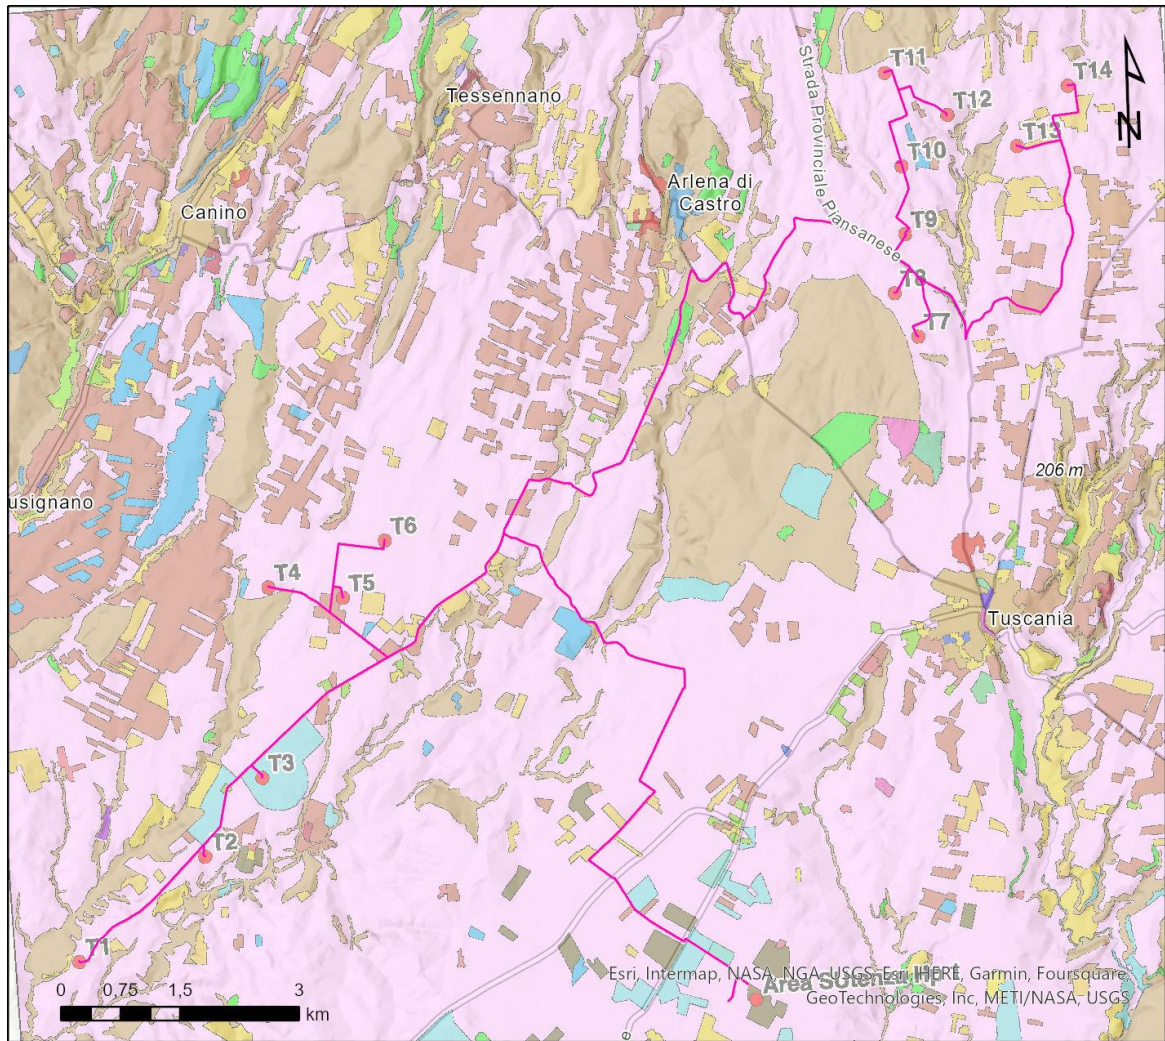 T11
T14
Tessennano
T12
N
T13
T10
Arlena di
Castro
Canino
Strada Provinciale Piansanese
T9
T8
T7
206 m
usignano
T6
T4
T5
Tuscania
T3
T2
T1
0 0,75 1,5 3
km
Esri, Intermap, NASA, NGA, USGS, Esri, HERE, Garmin, Foursquare,
GeoTechnologies, Inc, METI/NASA, USGS
e